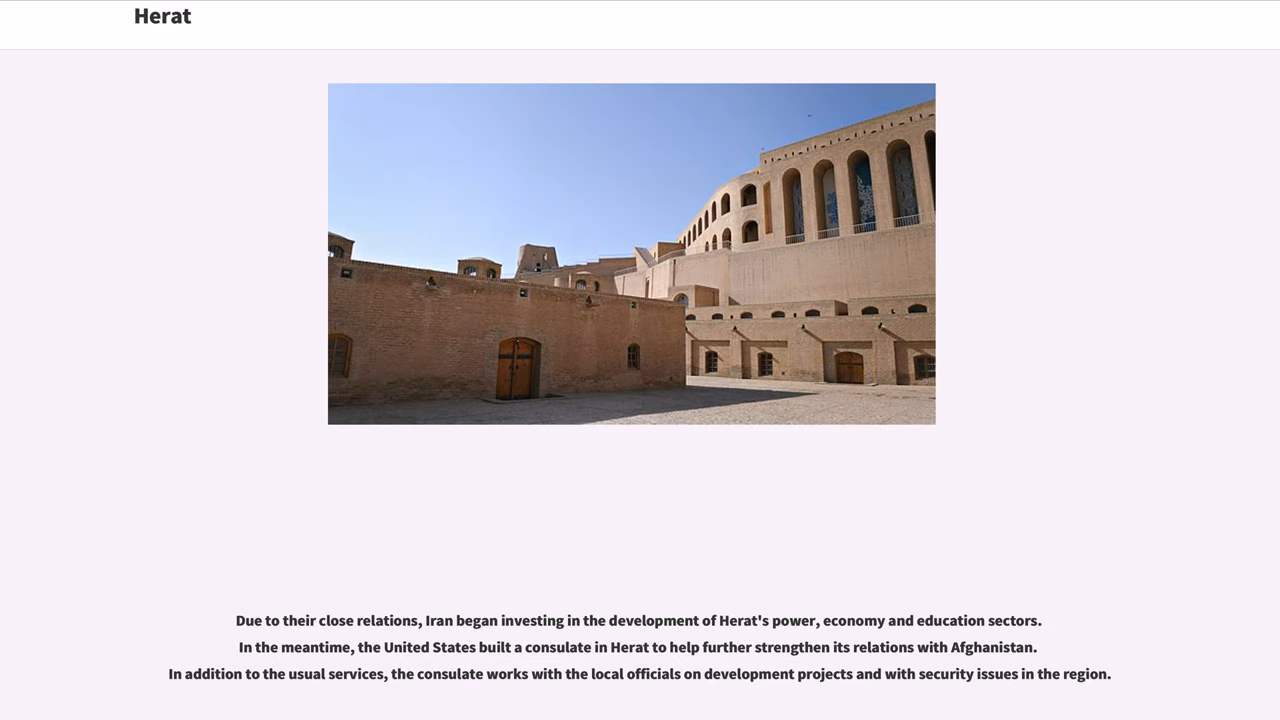 Herat
Due to their close relations, Iran began investing in the development of Herat's power, economy and education sectors.
In the meantime, the United States built a consulate in Herat to help further strengthen its relations with Afghanistan.
In addition to the usual services, the consulate works with the local officials on development projects and with security issues in the region.